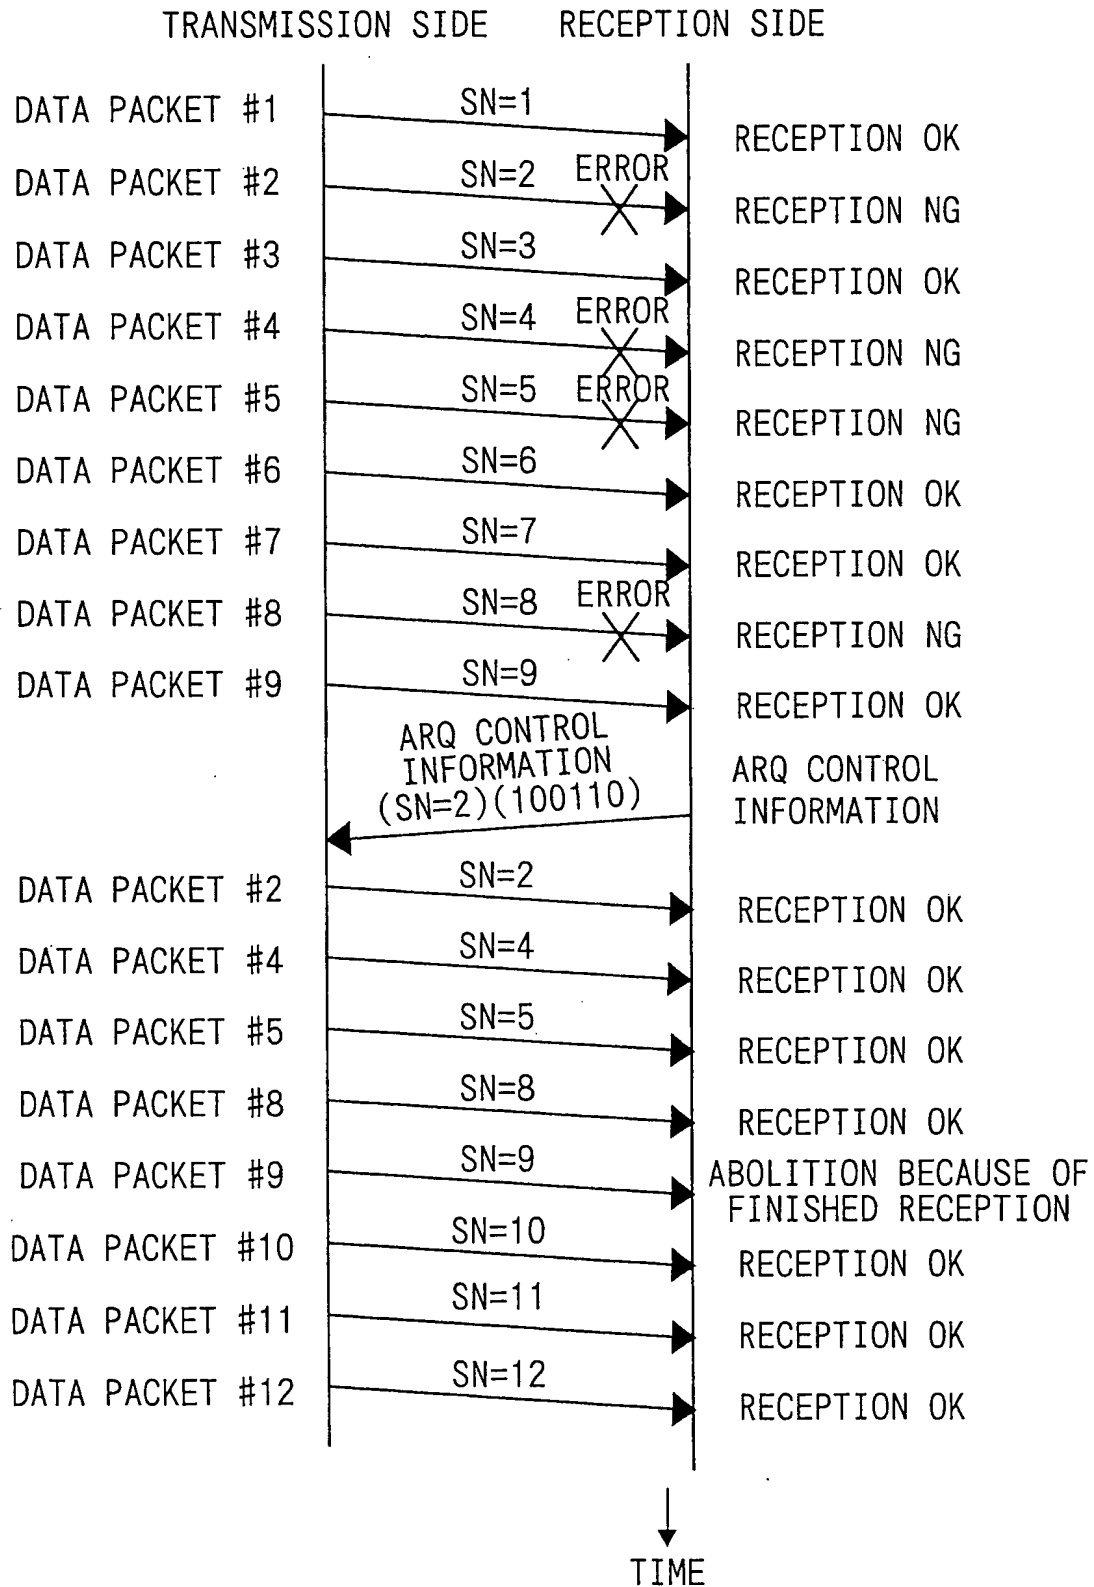 TRANSMISSION SIDE RECEPTION SIDE
DATA PACKET #1 SN=1 RECEPTION OK
DATA PACKET #2 SN=2 ERROR RECEPTION NG
DATA PACKET #3 SN=3 RECEPTION OK
DATA PACKET #4 SN=4 ERROR RECEPTION NG
DATA PACKET #5 SN=5 ERROR RECEPTION NG
DATA PACKET #6 SN=6 RECEPTION OK
DATA PACKET #7 SN=7 RECEPTION OK
DATA PACKET #8 SN=8 ERROR RECEPTION NG
DATA PACKET #9 SN=9 RECEPTION OK
ARQ CONTROL
INFORMATION
(SN=2)(100110)
ARQ CONTROL
INFORMATION
DATA PACKET #2 SN=2 RECEPTION OK
DATA PACKET #4 SN=4 RECEPTION OK
DATA PACKET #5 SN=5 RECEPTION OK
DATA PACKET #8 SN=8 RECEPTION OK
DATA PACKET #9 SN=9 ABOLITION BECAUSE OF
FINISHED RECEPTION
DATA PACKET #10 SN=10 RECEPTION OK
DATA PACKET #11 SN=11 RECEPTION OK
DATA PACKET #12 SN=12 RECEPTION OK
TIME